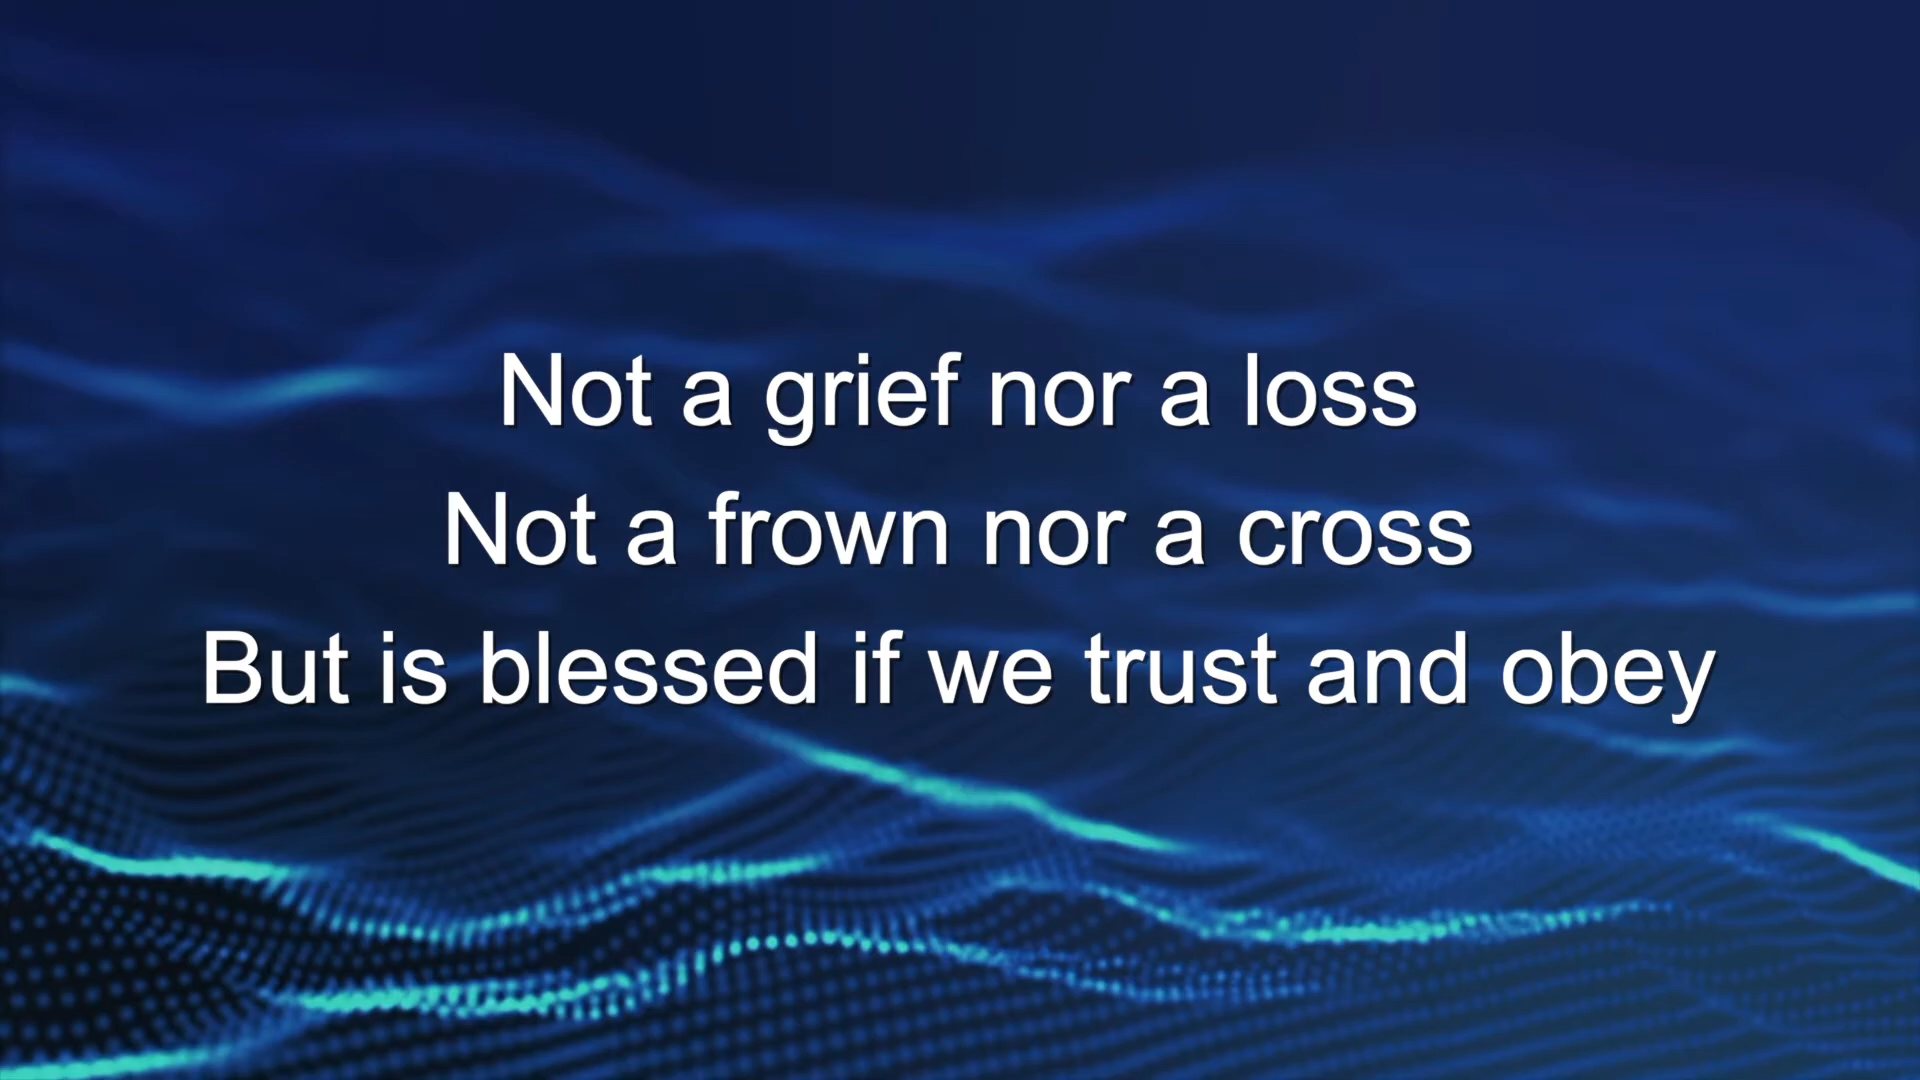 Not a grief nor a loss
Not a frown nor a cross
But is blessed if we trust and obey